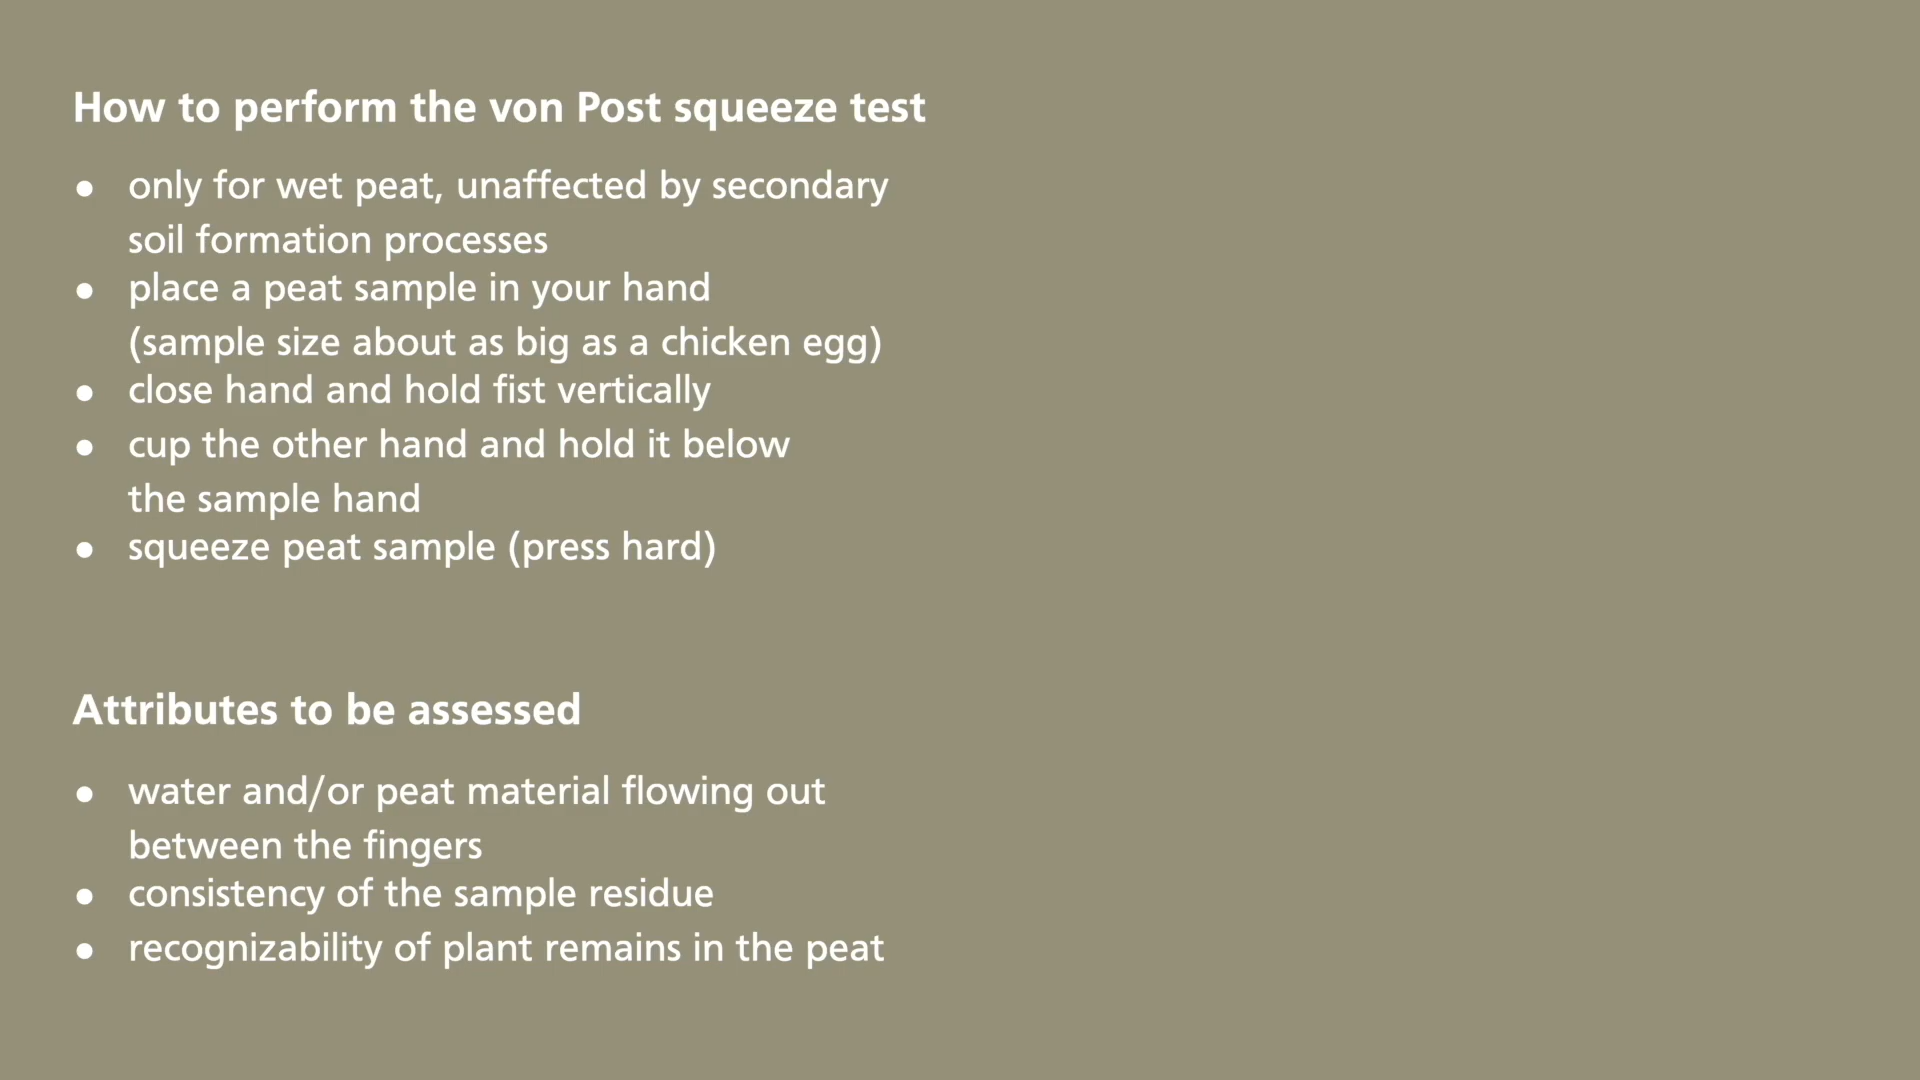 How to perform the von Post squeeze test
● only for wet peat, unaffected by secondary
soil formation processes
● place a peat sample in your hand
(sample size about as big as a chicken egg)
● close hand and hold fist vertically
● cup the other hand and hold it below
the sample hand
● squeeze peat sample (press hard)
Attributes to be assessed
● water and/or peat material flowing out
between the fingers
● consistency of the sample residue
● recognizability of plant remains in the peat